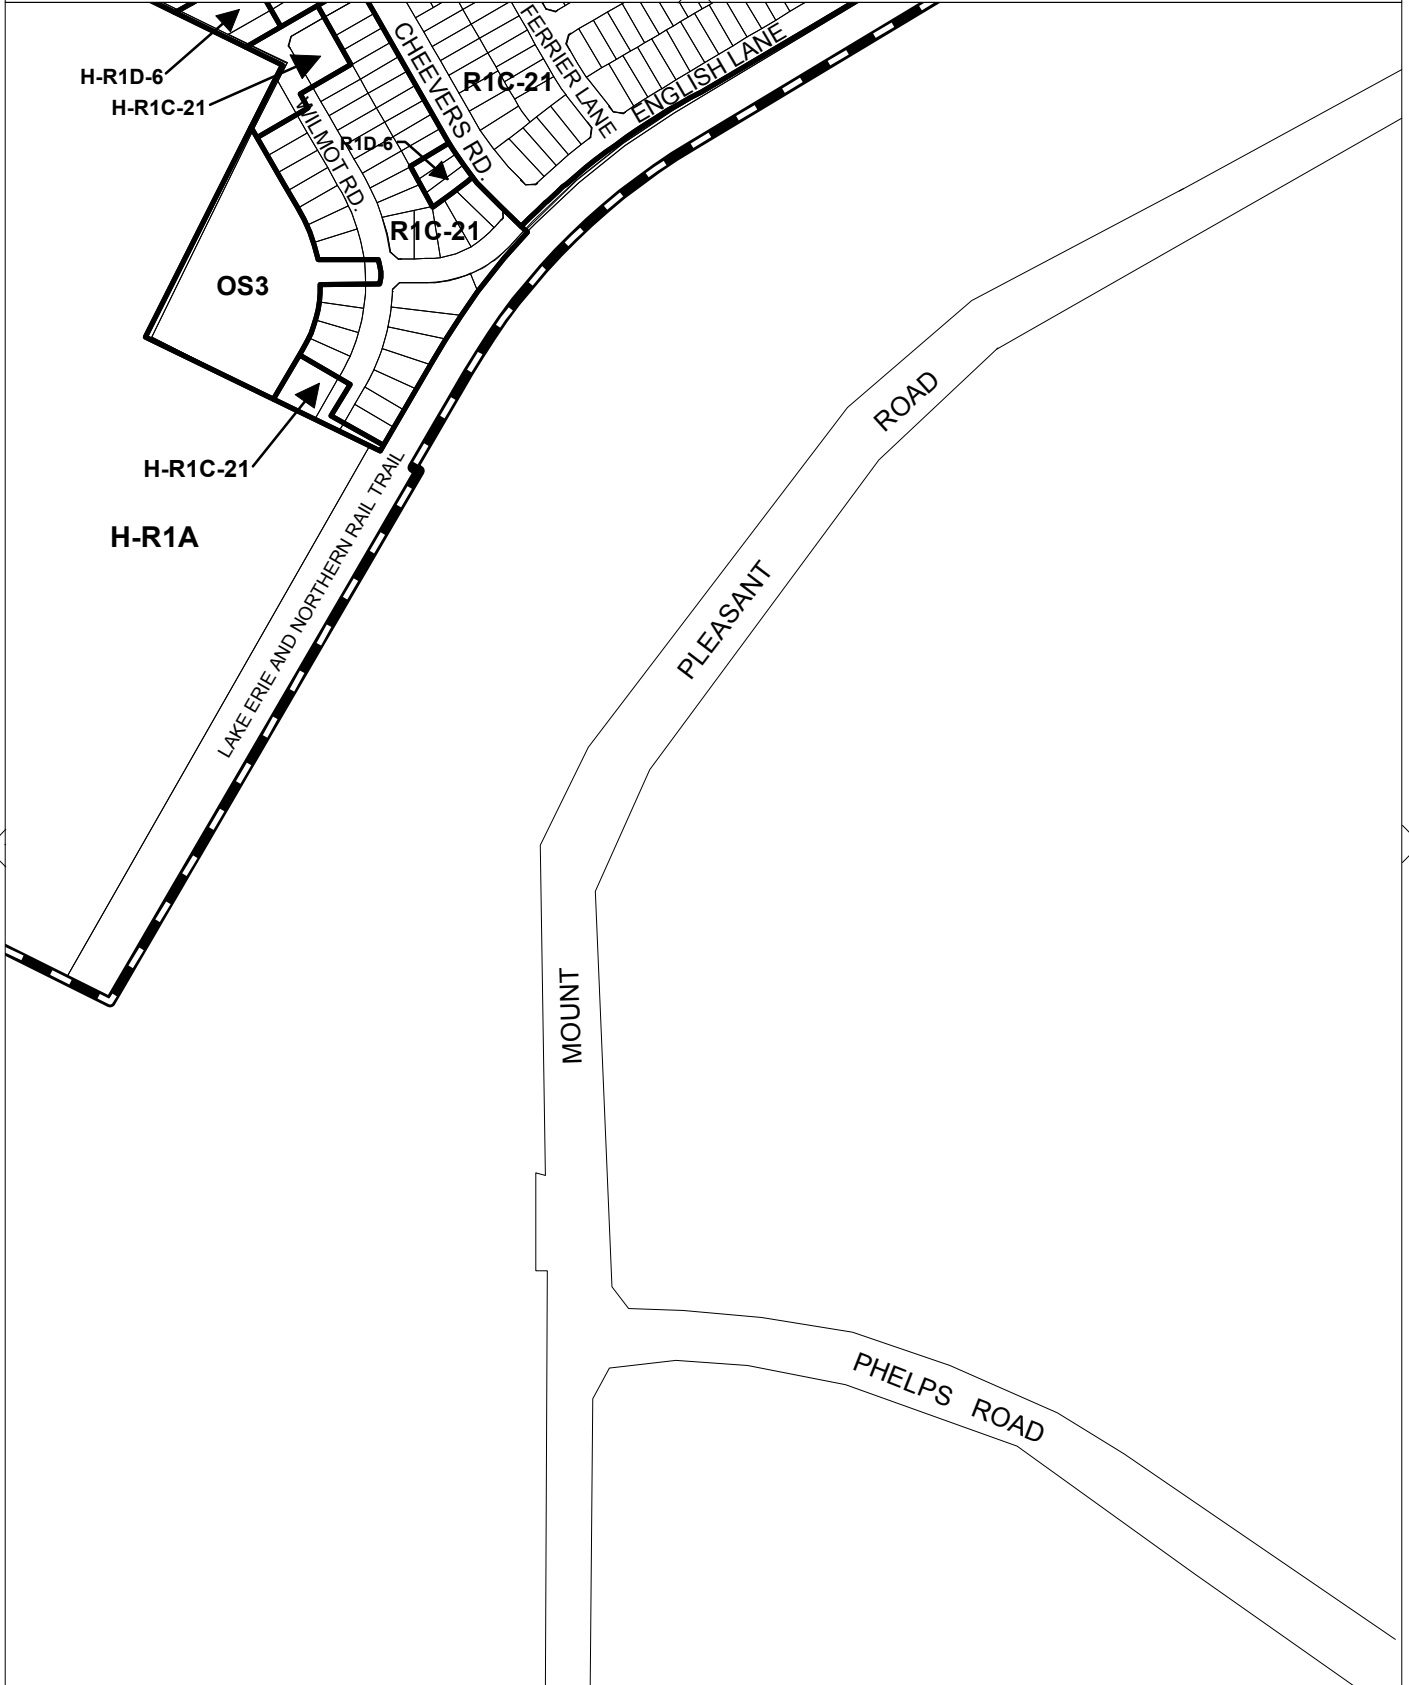 H-R1D-6
H-R1C-21
CHEEVERS RD.
FERRIER LANE
R1C-21
ENGLISH LANE
WILMOT RD.
R1D-6
R1C-21
OS3
H-R1C-21
H-R1A
LAKE ERIE AND NORTHERN RAIL TRAIL
ROAD
PLEASANT
MOUNT
PHELPS ROAD